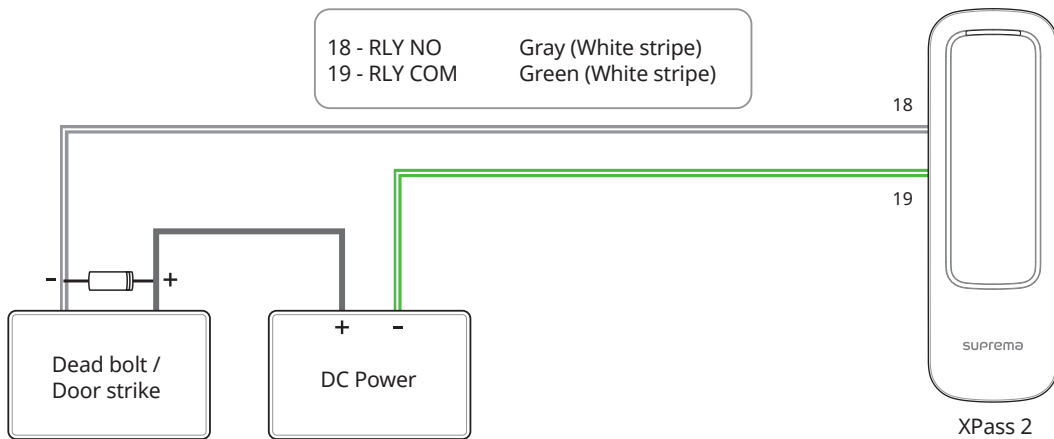 18 - RLY NO Gray (White stripe)
19 - RLY COM Green (White stripe)
18
19
- +
+ -
Dead bolt /
Door strike
DC Power
suprema
XPass 2